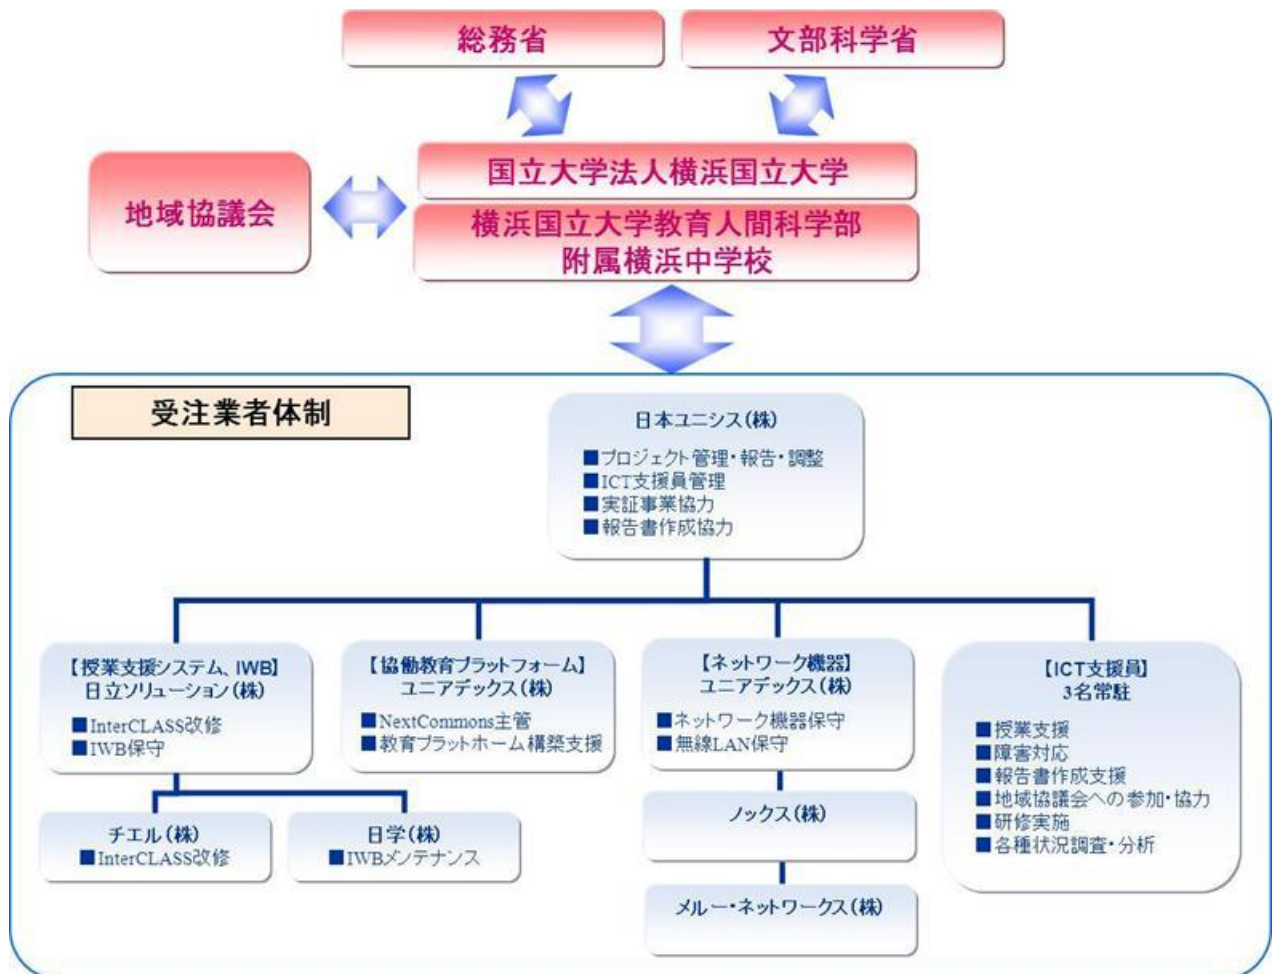 総務省
文部科学省
国立大学法人横浜国立大学
地域協議会
横浜国立大学教育人間科学部
附属横浜中学校
受注業者体制
日本ユニシス(株)
■プロジェクト管理・報告・調整
■ICT支援員管理
■実証事業協力
■報告書作成協力
【授業支援システム、IWB】
日立ソリューション(株)
■InterCLASS改修
■IWB保守
【協働教育プラットフォーム】
ユニアデックス(株)
■NextCommons主管
■教育プラットホーム構築支援
【ネットワーク機器】
ユニアデックス(株)
■ネットワーク機器保守
■無線LAN保守
【ICT支援員】
3名常駐
■授業支援
■障害対応
■報告書作成支援
■地域協議会への参加・協力
■研修実施
■各種状況調査・分析
チエル(株)
■InterCLASS改修
日学(株)
■IWBメンテナンス
ノックス(株)
メルー・ネットワークス(株)